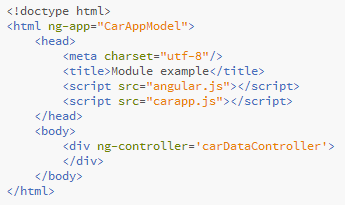 <!doctype html>
<html ng-app="CarAppModel">
    <head>
        <meta charset="utf-8"/>
        <title>Module example</title>
        <script src="angular.js"></script>
        <script src="carapp.js"></script>
    </head>
    <body>
        <div ng-controller='carDataController'>
        </div>
    </body>
</html>